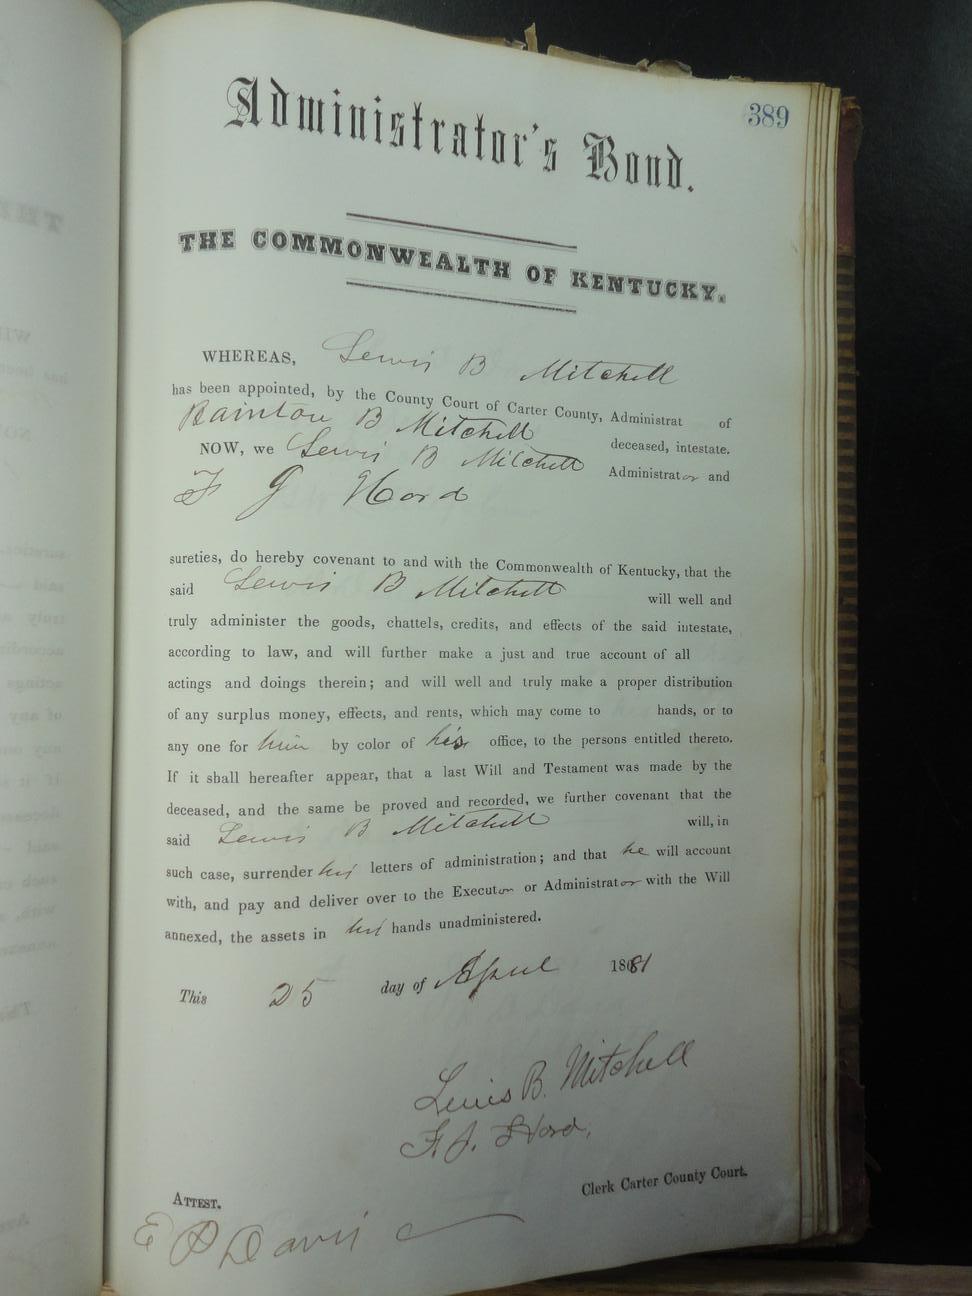 389
Administrator's Bond.
THE COMMONWEALTH OF KENTUCKY.
WHEREAS, Lewis B Mitchell
has been appointed, by the County Court of Carter County, Administrat of
Bainton B Mitchell deceased, intestate.
NOW, we Lewis B Mitchell Administrator and
F J Hord
sureties, do hereby covenant to and with the Commonwealth of Kentucky, that the
said Lewis B Mitchell will well and
truly administer the goods, chattels, credits, and effects of the said intestate,
according to law, and will further make a just and true account of all
actings and doings therein; and will well and truly make a proper distribution
of any surplus money, effects, and rents, which may come to hands, or to
any one for him by color of his office, to the persons entitled thereto.
If it shall hereafter appear, that a last Will and Testament was made by the
deceased, and the same be proved and recorded, we further covenant that the
said Lewis B Mitchell will, in
such case, surrender his letters of administration; and that he will account
with, and pay and deliver over to the Executor or Administrator with the Will
annexed, the assets in his hands unadministered.
This 25 day of April 1881
Lewis B. Mitchell
F. J. Hord,
Clerk Carter County Court.
ATTEST.
E P Davis